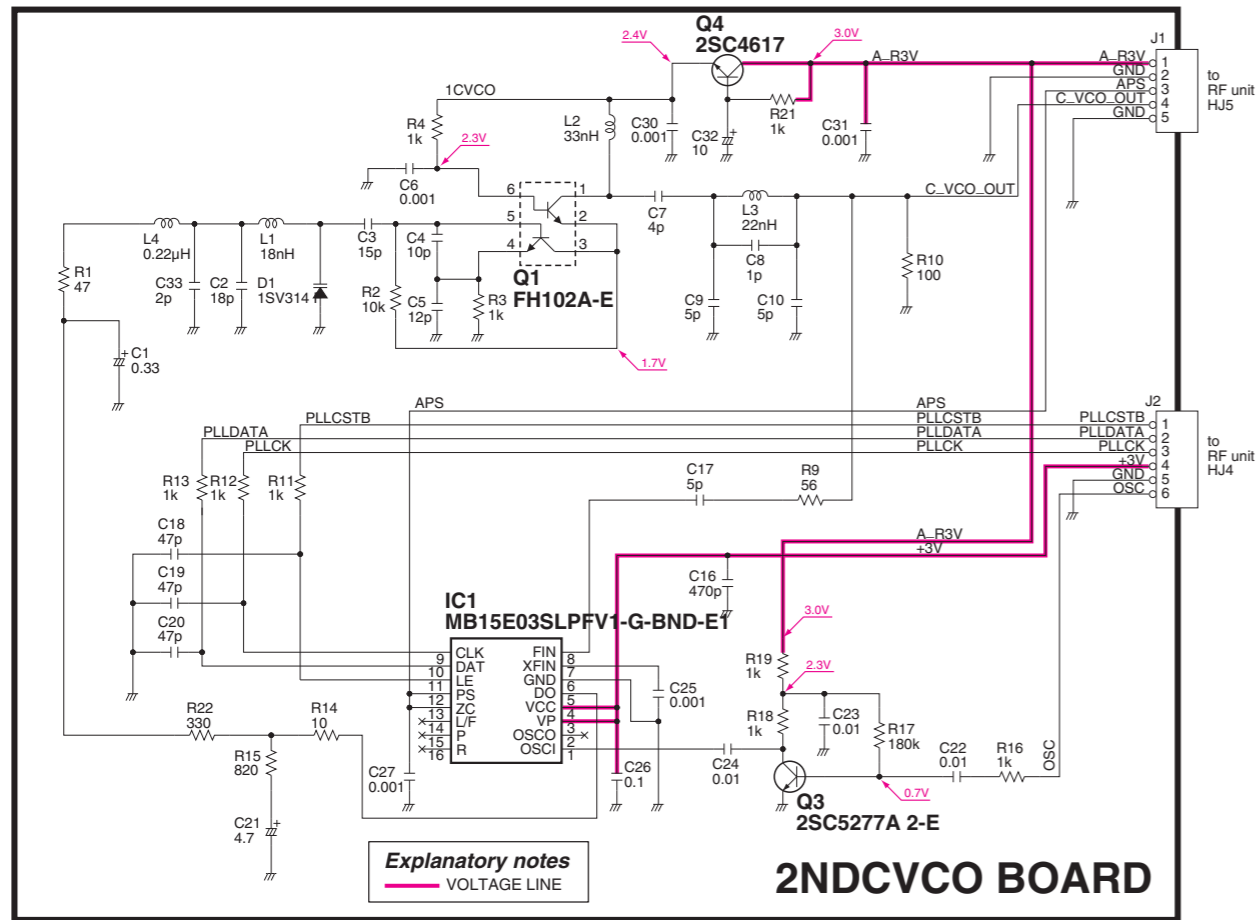 Q4
2SC4617
2.4V
3.0V
A_R3V
A_R3V
J1
1
GND
2
APS
3
C_VCO_OUT
4
GND
5
to
RF unit
HJ5
1CVCO
R4
1k
2.3V
L2
33nH
C30
0.001
C32
10
R21
1k
C31
0.001
C6
0.001
6
1
5
2
4
3
Q1
FH102A-E
C7
4p
L3
22nH
C8
1p
C9
5p
C10
5p
C_VCO_OUT
R10
100
L4
0.22µH
L1
18nH
C3
15p
C4
10p
R1
47
C33
2p
C2
18p
D1
1SV314
R2
10k
C5
12p
R3
1k
C1
0.33
1.7V
APS
APS
PLLCSTB
PLLCSTB
PLLCSTB
PLLDATA
PLLDATA
PLLDATA
PLLCK
PLLCK
PLLCK
+3V
GND
OSC
J2
1
2
3
4
5
6
to
RF unit
HJ4
R13
1k
R12
1k
R11
1k
C17
5p
R9
56
C18
47p
C19
47p
C20
47p
A_R3V
+3V
C16
470p
3.0V
IC1
MB15E03SLPFV1-G-BND-E1
CLK
9
DAT
10
LE
11
PS
12
ZC
13
L/F
14
P
15
R
16
FIN
8
XFIN
7
GND
6
DO
5
VCC
4
VP
3
OSCO
2
OSCI
1
C25
0.001
R19
1k
2.3V
R18
1k
C23
0.01
R17
180k
C22
0.01
R16
1k
OSC
R22
330
R14
10
R15
820
C21
4.7
C27
0.001
C26
0.1
C24
0.01
0.7V
Q3
2SC5277A 2-E
Explanatory notes
VOLTAGE LINE
2NDCVCO BOARD